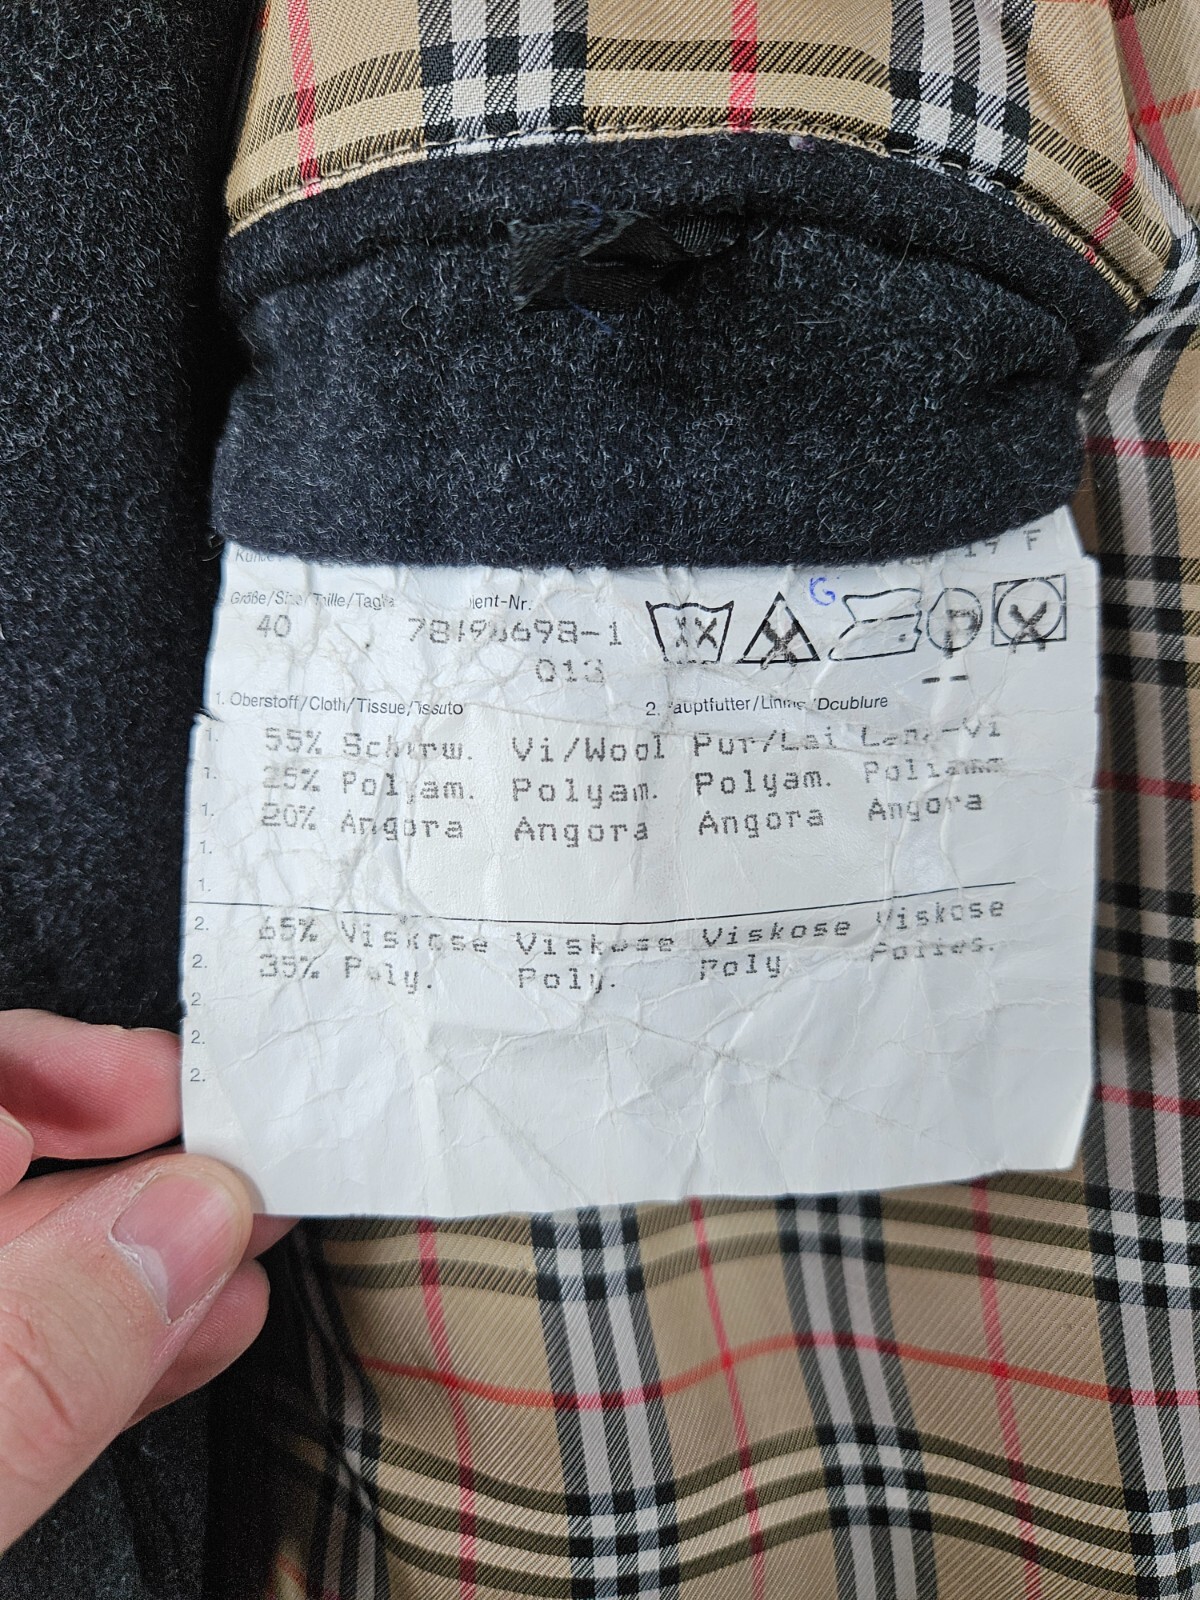 F
Größe/Size/Taille/Taglia
40
013
1. Oberstoff/Cloth/Tissue/Tissuto
2. Hauptfutter/Lining/Doublure
1. 55% Schurw. Vi/Wool Pur/Lai Lana-Vi
1. 25% Polyam. Polyam. Polyam. Poliamm
1. 20% Angora Angora Angora Angora
1.
1.
2. 65% Viskose Viskose Viskose Viskose
2. 35% Poly. Poly. Poly Polies.
2.
2.
2.